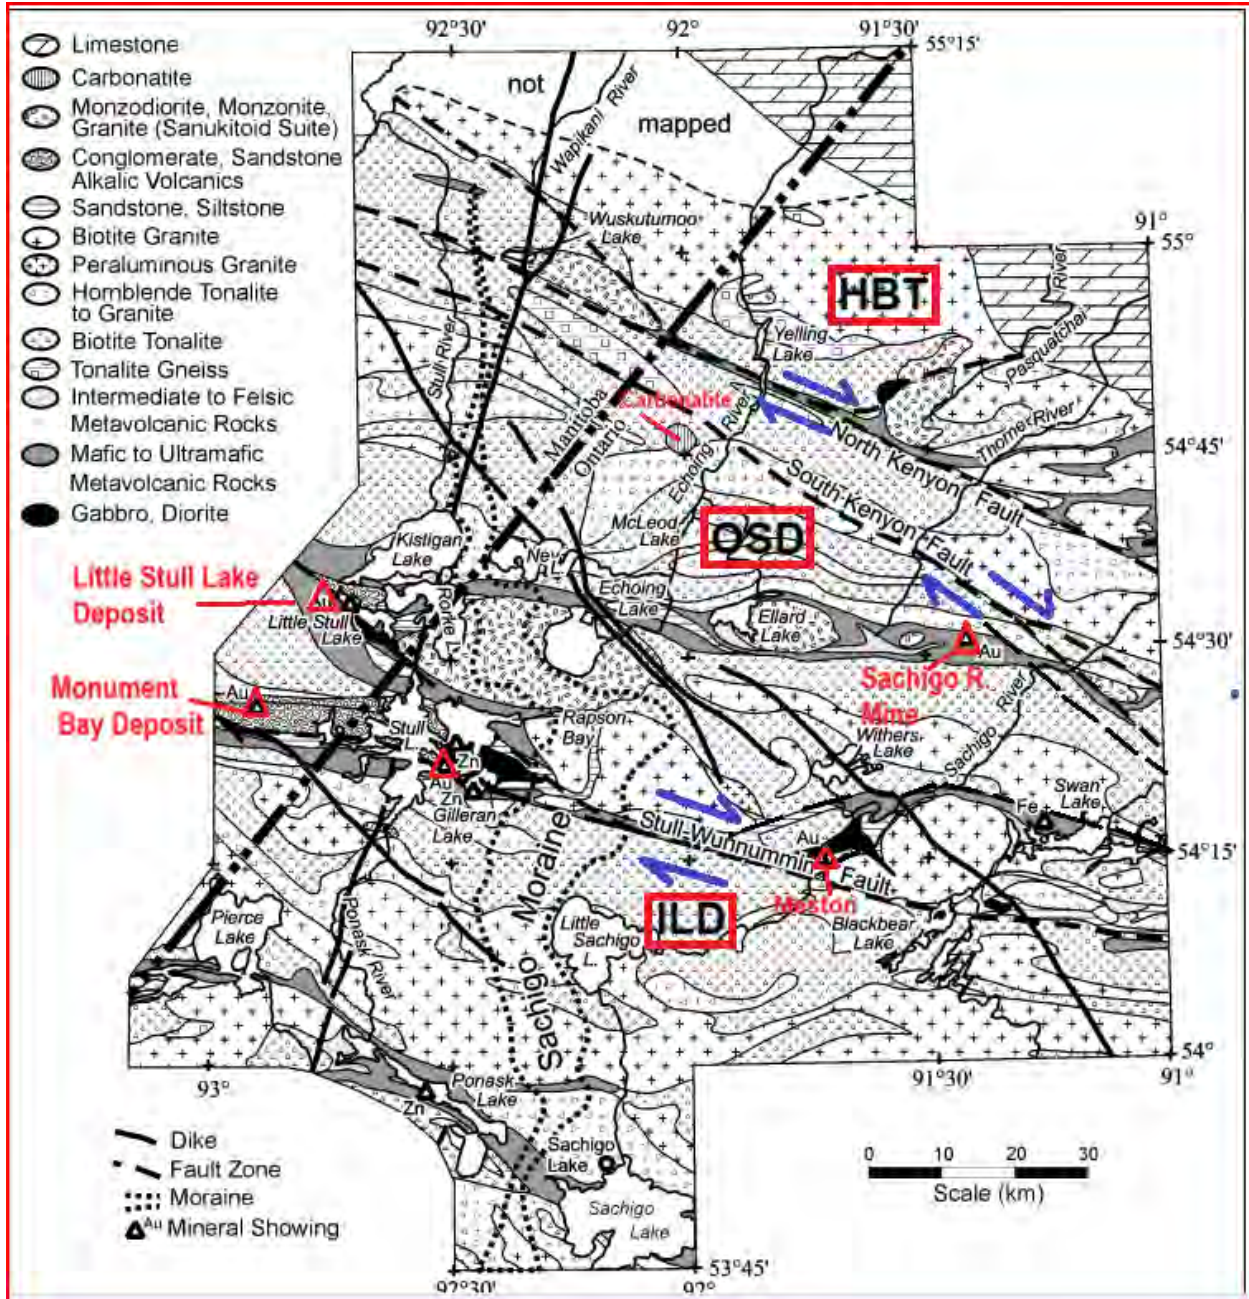 92°30'
92°
91°30'
55°15'
Limestone
Carbonatite
Monzodiorite, Monzonite,
Granite (Sanukitoid Suite)
Conglomerate, Sandstone
Alkalic Volcanics
Sandstone, Siltstone
Biotite Granite
Peraluminous Granite
Hornblende Tonalite
to Granite
Biotite Tonalite
Tonalite Gneiss
Intermediate to Felsic
Metavolcanic Rocks
Mafic to Ultramafic
Metavolcanic Rocks
Gabbro, Diorite
not
mapped
Wapikani River
Wuskutumoo
Lake
91°
55°
River
Pasquatchai
HBT
Yelling
Lake
Stull River
Manitoba
Ontario
Carbonatite
Echoing River
North Kenyon Fault
Thorner River
54°45'
South Kenyon Fault
OSD
McLeod
Lake
Kistigan
Lake
Echoing
Lake
Ellard
Lake
Little Stull Lake
Deposit
Little Stull
Lake
Rorke L.
54°30'
Au
Sachigo R.
Mine
Monument
Bay Deposit
Au
Stull
L.
Rapson
Bay
Withers
Lake
Sachigo River
Zn
Au
Zn
Gilleran
Lake
Swan
Lake
Fe
Stull-Wunnummin Fault
Au
54°15'
Meston
ILD
Blackbear
Lake
Pierce
Lake
Ponask River
Little
Sachigo
L.
Sachigo Moraine
93°
54°
91°30'
91°
Ponask
Lake
Zn
Sachigo
Lake
Sachigo
Lake
Dike
Fault Zone
Moraine
Au Mineral Showing
0 10 20 30
Scale (km)
53°45'
92°30'
92°